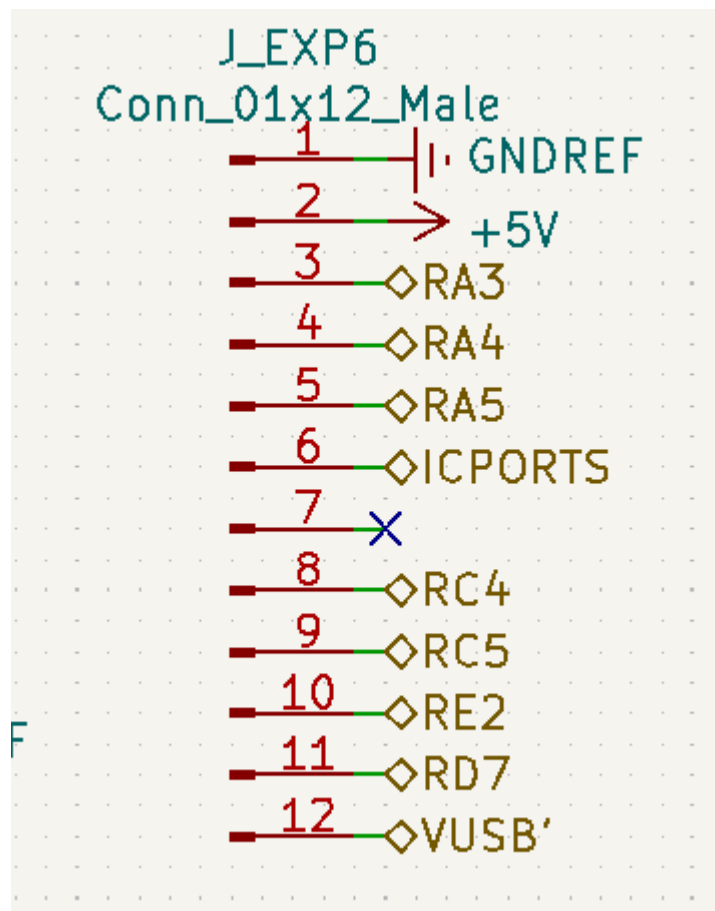 J_EXP6
Conn_01x12_Male
1 GNDREF
2 +5V
3 RA3
4 RA4
5 RA5
6 ICPORTS
7
8 RC4
9 RC5
10 RE2
F
11 RD7
12 VUSB'